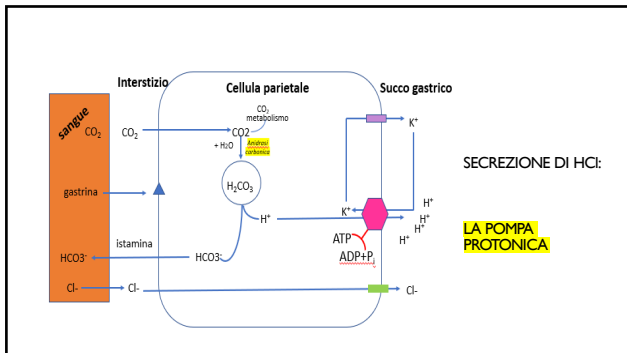 Interstizio
Cellula parietale
Succo gastrico
sangue
CO₂
CO₂
CO2
CO₂
metabolismo
+ H2O
Anidrasi
carbonica
H₂CO₃
gastrina
istamina
HCO3⁻
HCO3⁻
H⁺
Cl-
Cl-
K⁺
K⁺
ATP
ADP+Pi
H⁺
H⁺
H⁺
H⁺
Cl-
SECREZIONE DI HCl:
LA POMPA
PROTONICA